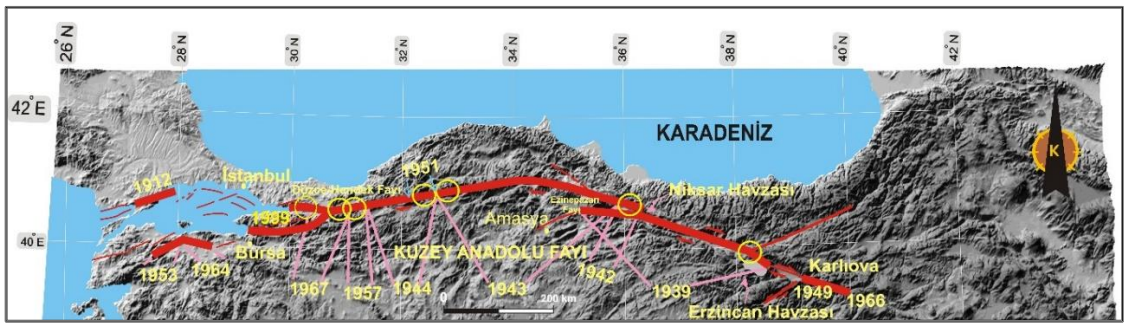 26°N
28°N
30°N
32°N
34°N
36°N
38°N
40°N
42°N
42°E
40°E
KARADENİZ
K
1951
1912
İstanbul
Düzce/Hendek Fayı
Niksar Havzası
Ezinepazarı
Fayı
Amasya
Bursa
KUZEY ANADOLU FAYI
1953
1964
1967
1957
1944
1943
1942
1939
Karlıova
1949
1966
Erzincan Havzası
0
200 km